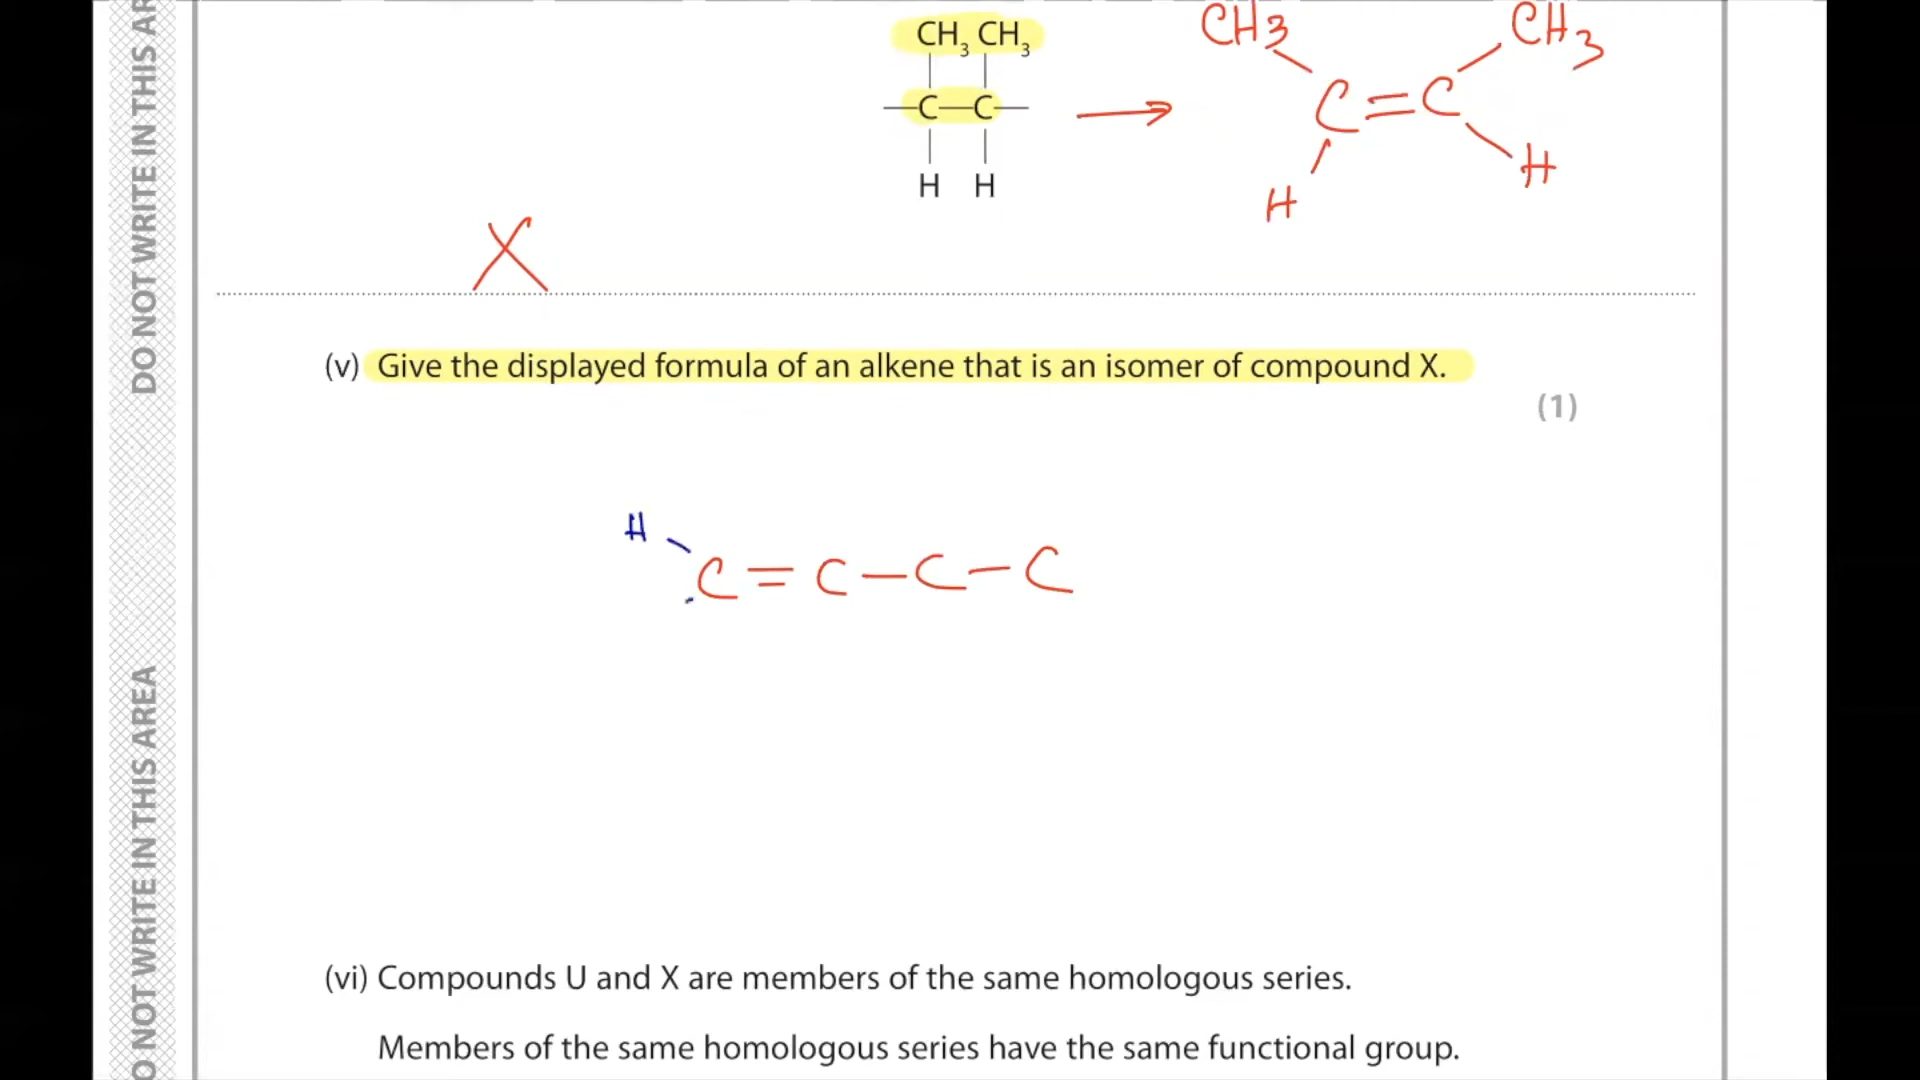 DO NOT WRITE IN THIS AR
CH3 CH3
CH3 CH3
C C
C=C
H H
H H
X
(v) Give the displayed formula of an alkene that is an isomer of compound X.
(1)
H
C=C-C-C
DO NOT WRITE IN THIS AREA
(vi) Compounds U and X are members of the same homologous series.
Members of the same homologous series have the same functional group.